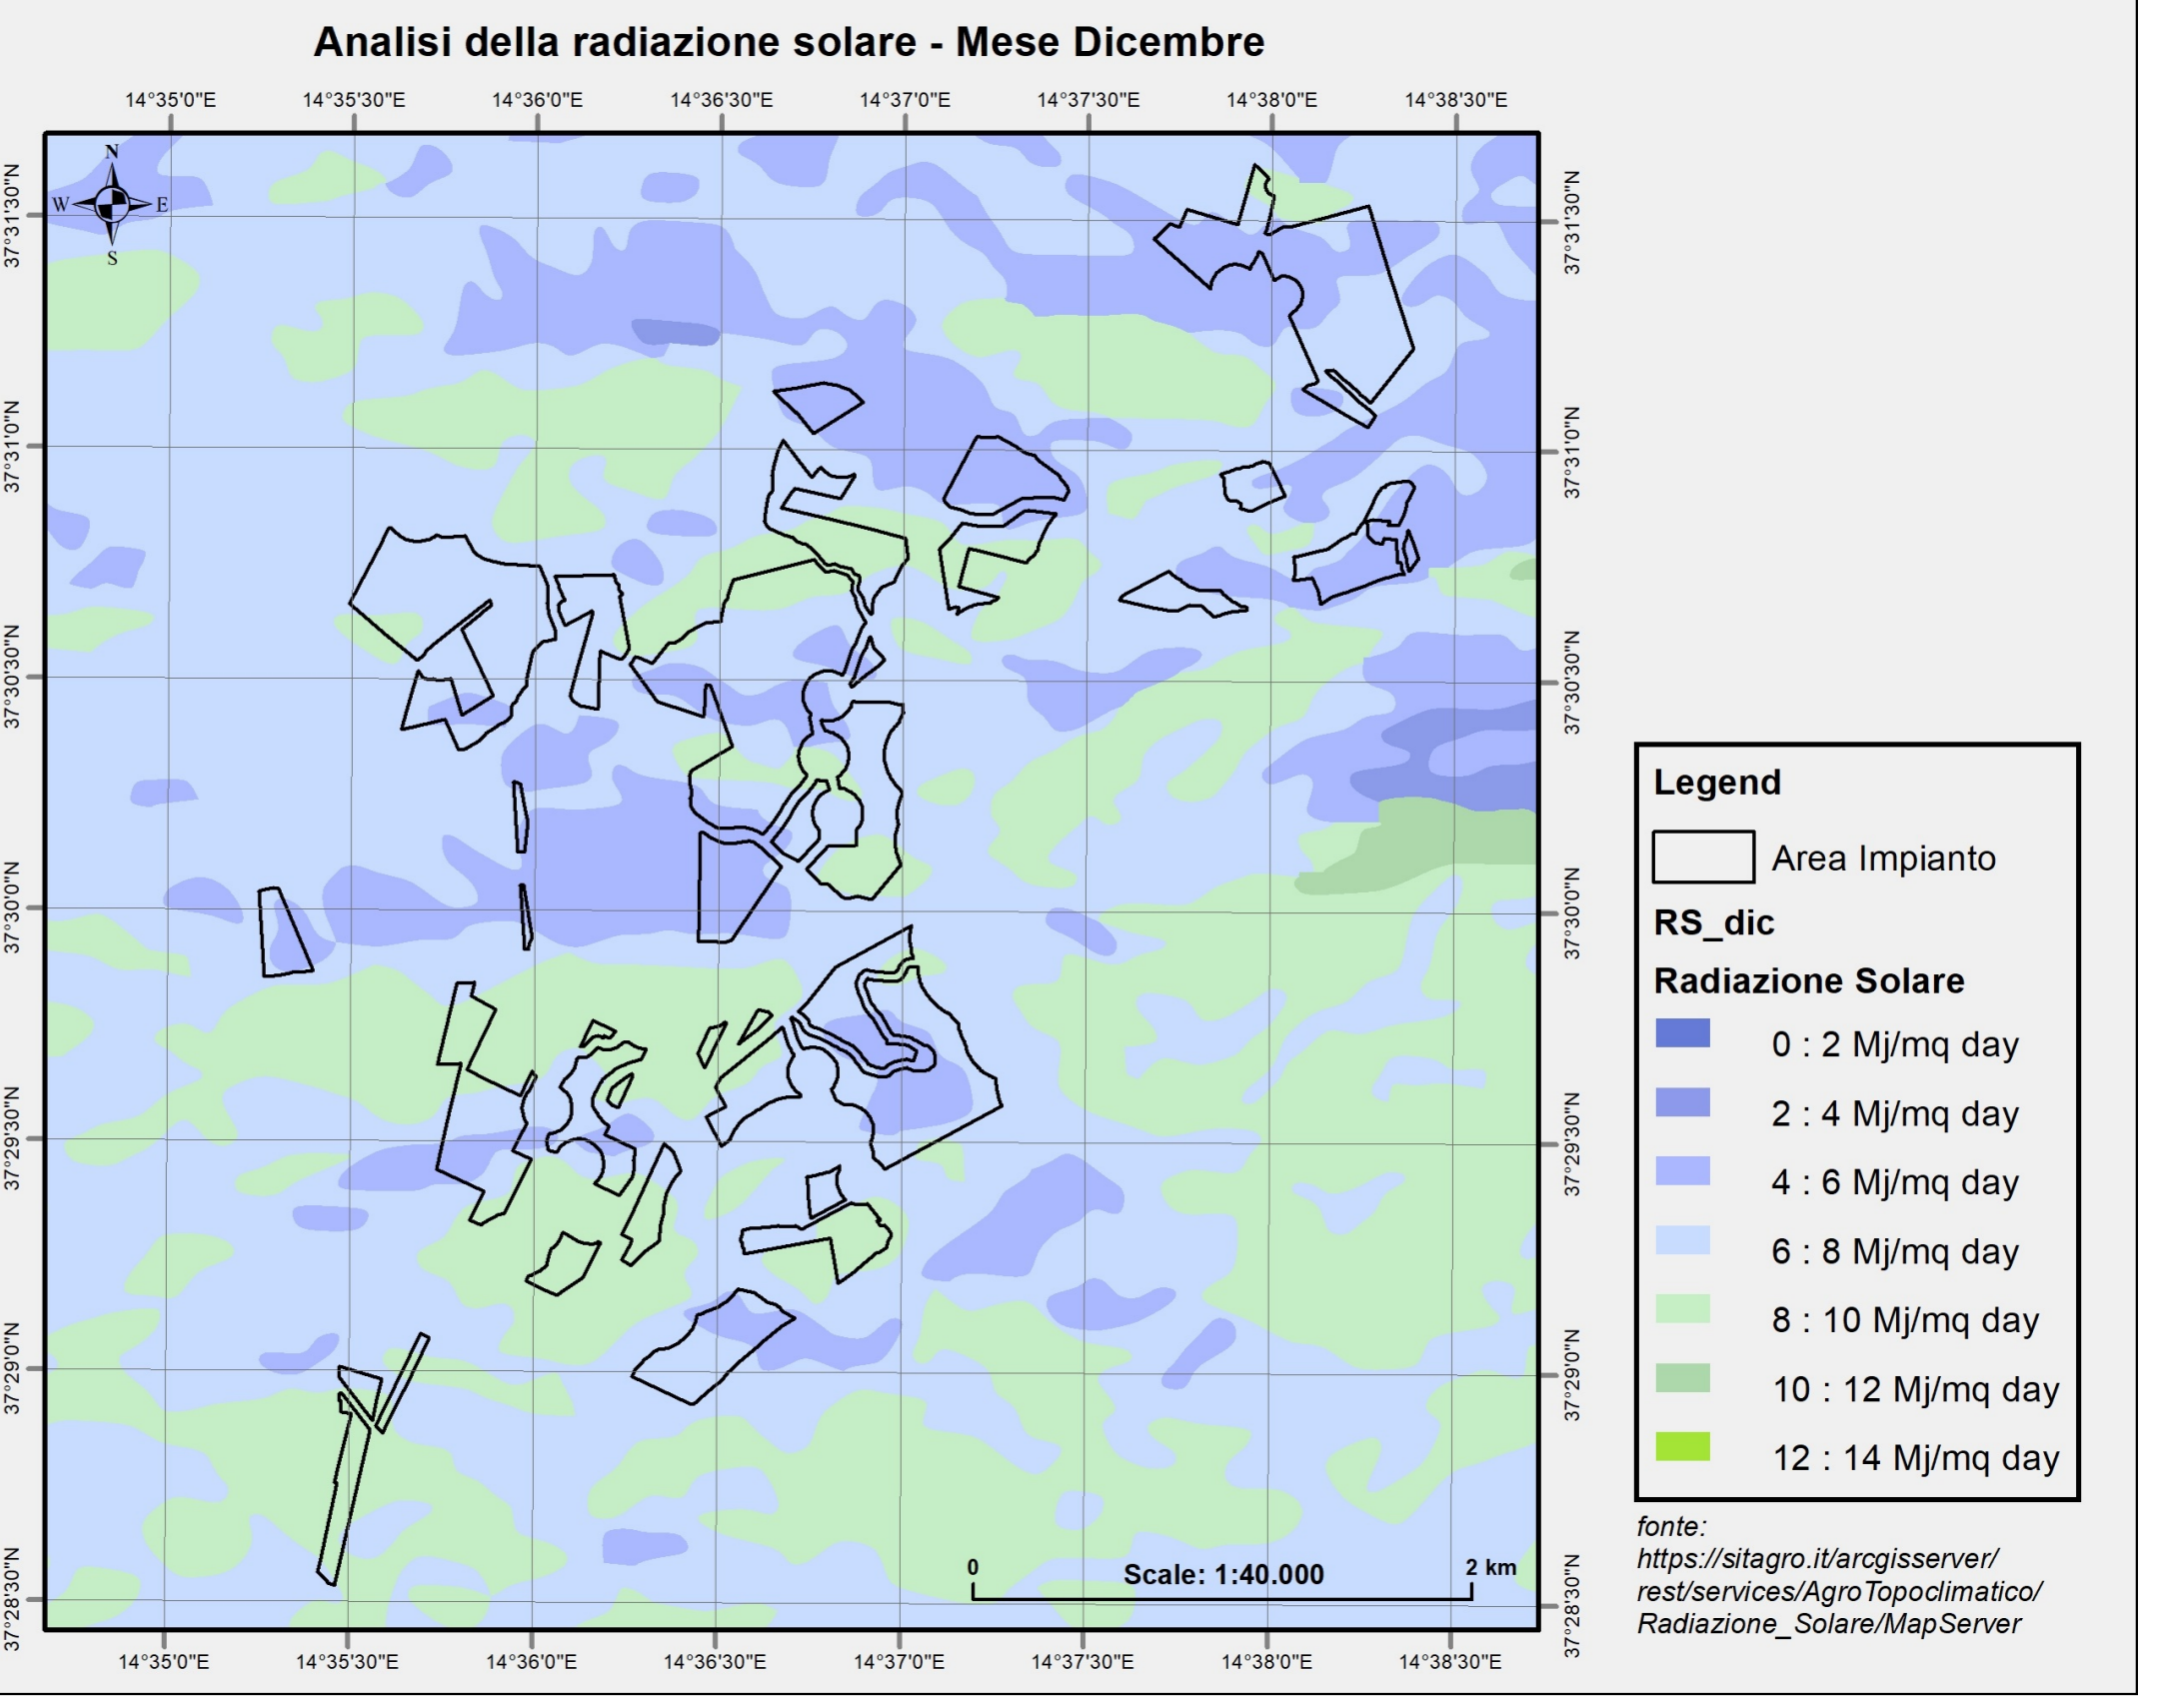 Analisi della radiazione solare - Mese Dicembre
14°35'0"E 14°35'30"E 14°36'0"E 14°36'30"E 14°37'0"E 14°37'30"E 14°38'0"E 14°38'30"E
N
W E
S
37°31'30"N 37°31'30"N
37°31'0"N 37°31'0"N
37°30'30"N 37°30'30"N
37°30'0"N 37°30'0"N
37°29'30"N 37°29'30"N
37°29'0"N 37°29'0"N
37°28'30"N 37°28'30"N
Legend
Area Impianto
RS_dic
Radiazione Solare
0 : 2 Mj/mq day
2 : 4 Mj/mq day
4 : 6 Mj/mq day
6 : 8 Mj/mq day
8 : 10 Mj/mq day
10 : 12 Mj/mq day
12 : 14 Mj/mq day
fonte:
https://sitagro.it/arcgisserver/
rest/services/AgroTopoclimatico/
Radiazione_Solare/MapServer
0 Scale: 1:40.000 2 km
14°35'0"E 14°35'30"E 14°36'0"E 14°36'30"E 14°37'0"E 14°37'30"E 14°38'0"E 14°38'30"E